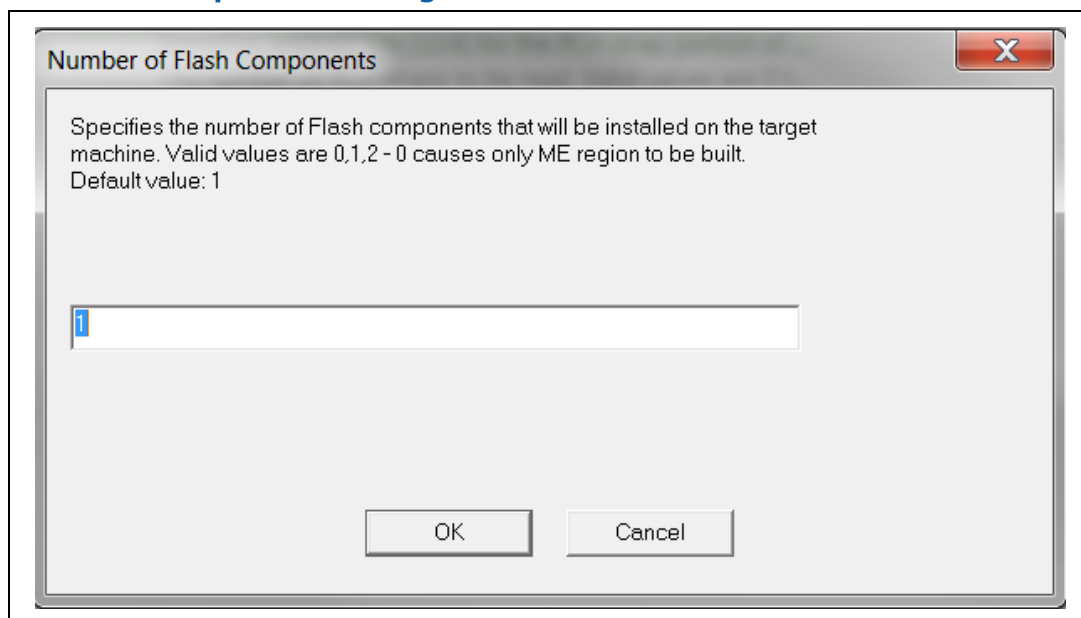 Number of Flash Components
X
Specifies the number of Flash components that will be installed on the target
machine. Valid values are 0,1,2 - 0 causes only ME region to be built.
Default value: 1
1
OK Cancel